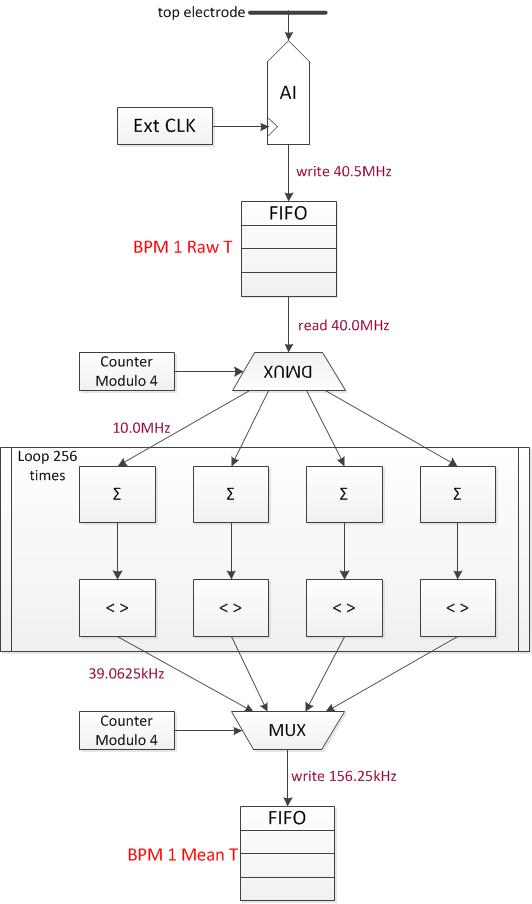 top electrode
AI
Ext CLK
write 40.5MHz
FIFO
BPM 1 Raw T
read 40.0MHz
Counter
Modulo 4
DMUX
10.0MHz
Loop 256
times
Σ Σ Σ Σ
< > < > < > < >
39.0625kHz
Counter
Modulo 4
MUX
write 156.25kHz
FIFO
BPM 1 Mean T